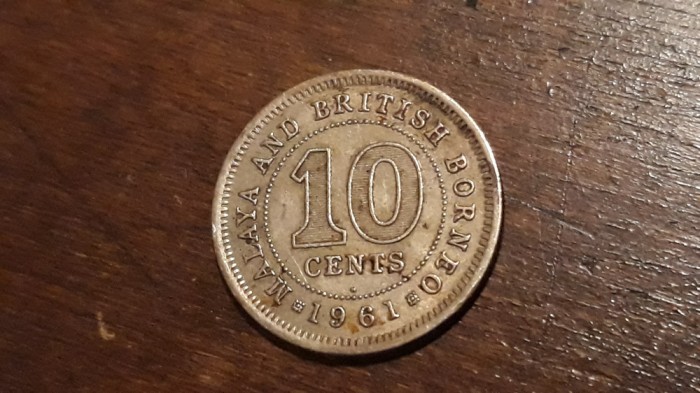 MALAYA AND BRITISH BORNEO
10
CENTS
1961